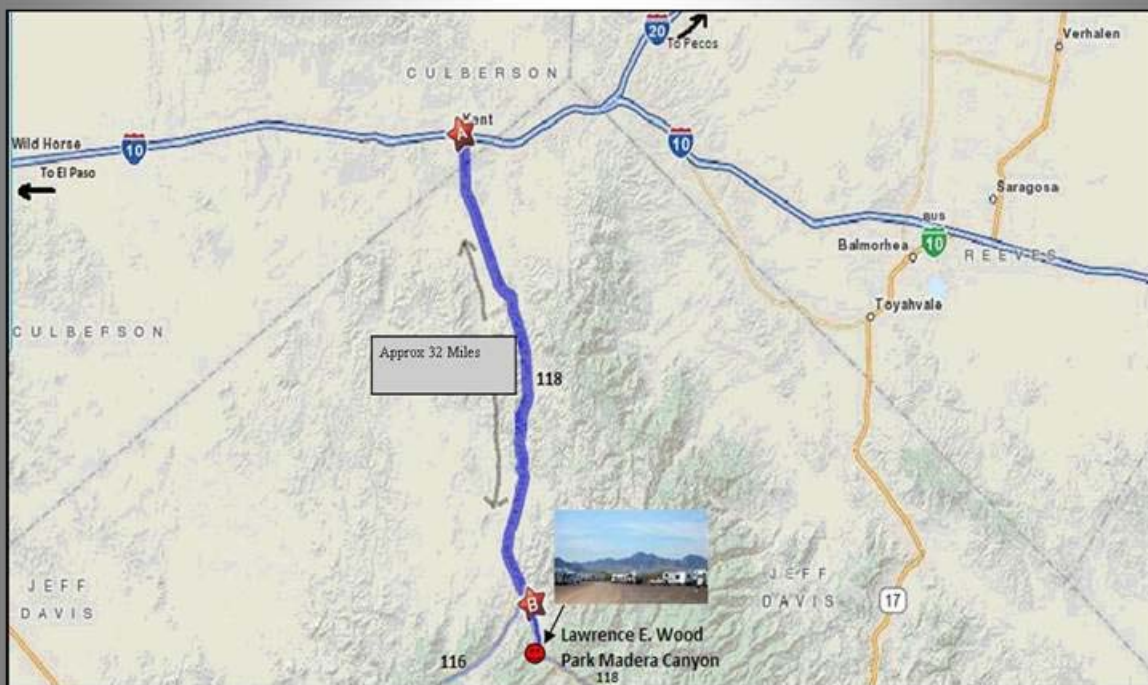 20
To Pecos
Verhalen
CULBERSON
Kent
A
Wild Horse
10
10
To El Paso
Saragosa
BUS
10
Balmorhea
REEVES
Toyahvale
CULBERSON
Approx 32 Miles
118
JEFF
DAVIS
JEFF
DAVIS
17
B
Lawrence E. Wood
Park Madera Canyon
116
118